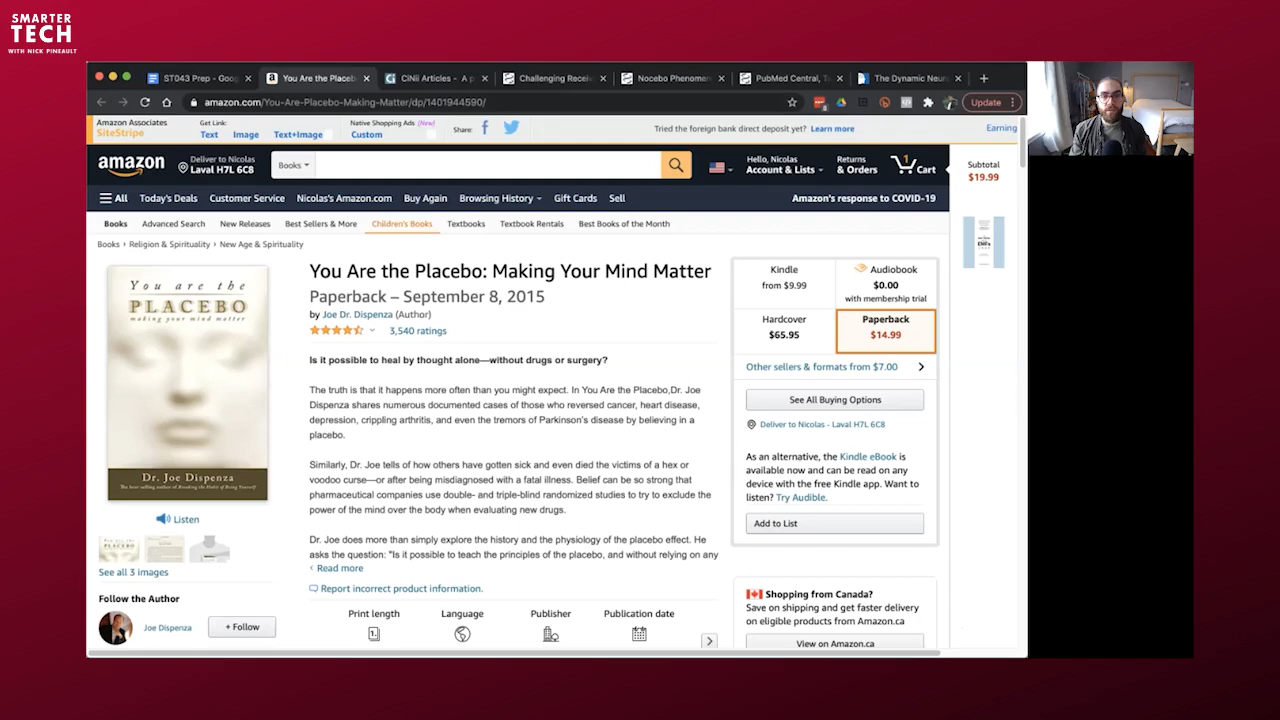 SMARTER
TECH
WITH NICK PINEAULT
ST043 Prep - Goog
You Are the Placeb
CiNii Articles - A p
Challenging Receiv
Nocebo Phenomen
PubMed Central, Ta
The Dynamic Neu
amazon.com/You-Are-Placebo-Making-Matter/dp/1401944590/
Update
Amazon Associates
SiteStripe
Get Link:
Text
Image
Text+Image
Native Shopping Ads (New)
Custom
Share:
Tried the foreign bank direct deposit yet? Learn more
Earning
amazon
Deliver to Nicolas
Laval H7L 6C8
Books
Hello, Nicolas
Account & Lists
Returns
& Orders
1
Cart
Subtotal
$19.99
All
Today's Deals
Customer Service
Nicolas's Amazon.com
Buy Again
Browsing History
Gift Cards
Sell
Amazon's response to COVID-19
Books
Advanced Search
New Releases
Best Sellers & More
Children's Books
Textbooks
Textbook Rentals
Best Books of the Month
Books › Religion & Spirituality › New Age & Spirituality
You are the
PLACEBO
making your mind matter
Dr. Joe Dispenza
The best-selling author of Breaking the Habit of Being Yourself
Listen
See all 3 images
Follow the Author
Joe Dispenza
+ Follow
You Are the Placebo: Making Your Mind Matter
Paperback – September 8, 2015
by Joe Dr. Dispenza (Author)
3,540 ratings
Is it possible to heal by thought alone—without drugs or surgery?
The truth is that it happens more often than you might expect. In You Are the Placebo,Dr. Joe
Dispenza shares numerous documented cases of those who reversed cancer, heart disease,
depression, crippling arthritis, and even the tremors of Parkinson's disease by believing in a
placebo.
Similarly, Dr. Joe tells of how others have gotten sick and even died the victims of a hex or
voodoo curse—or after being misdiagnosed with a fatal illness. Belief can be so strong that
pharmaceutical companies use double- and triple-blind randomized studies to try to exclude the
power of the mind over the body when evaluating new drugs.
Dr. Joe does more than simply explore the history and the physiology of the placebo effect. He
asks the question: "Is it possible to teach the principles of the placebo, and without relying on any
Read more
Report incorrect product information.
Print length
Language
Publisher
Publication date
Kindle
from $9.99
Audiobook
$0.00
with membership trial
Hardcover
$65.95
Paperback
$14.99
Other sellers & formats from $7.00
See All Buying Options
Deliver to Nicolas - Laval H7L 6C8
As an alternative, the Kindle eBook is
available now and can be read on any
device with the free Kindle app. Want to
listen? Try Audible.
Add to List
Shopping from Canada?
Save on shipping and get faster delivery
on eligible products from Amazon.ca
View on Amazon.ca